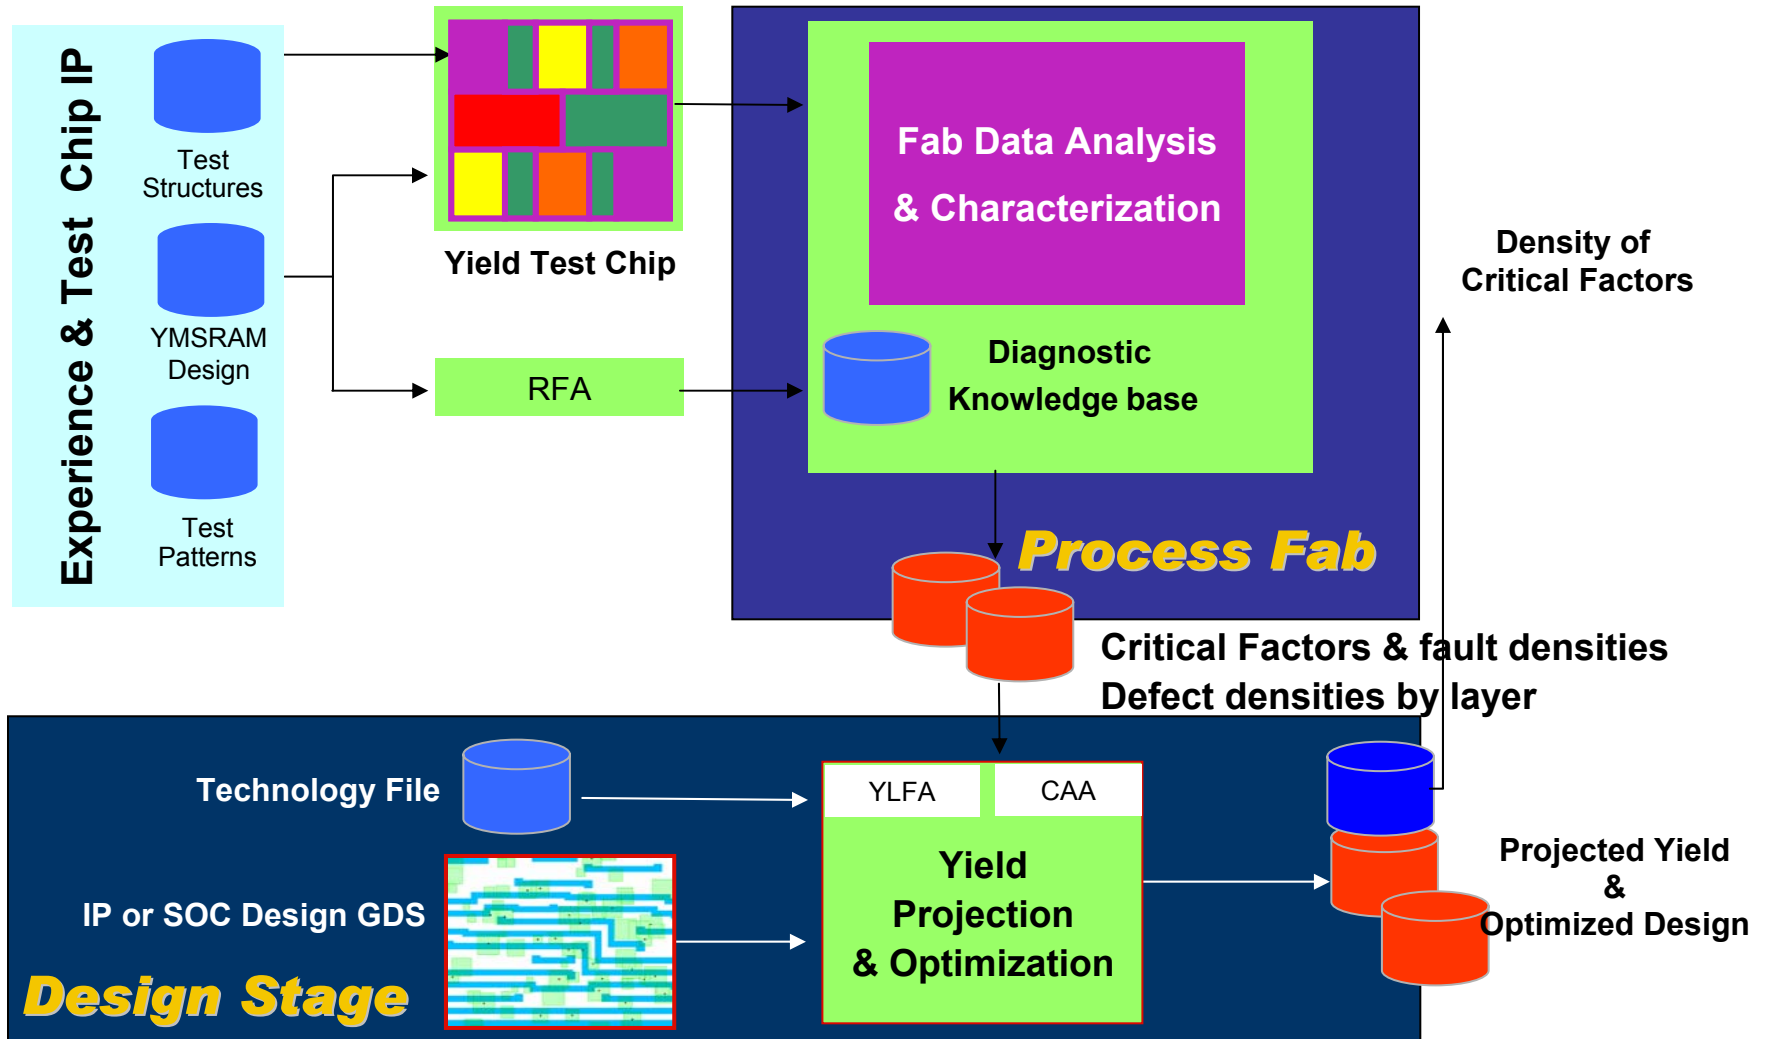 Experience & Test Chip IP
Test
Structures
YMSRAM
Design
Test
Patterns
Yield Test Chip
RFA
Fab Data Analysis
& Characterization
Diagnostic
Knowledge base
Process Fab
Density of
Critical Factors
Critical Factors & fault densities
Defect densities by layer
Technology File
IP or SOC Design GDS
Design Stage
YLFA
CAA
Yield
Projection
& Optimization
Projected Yield
&
Optimized Design